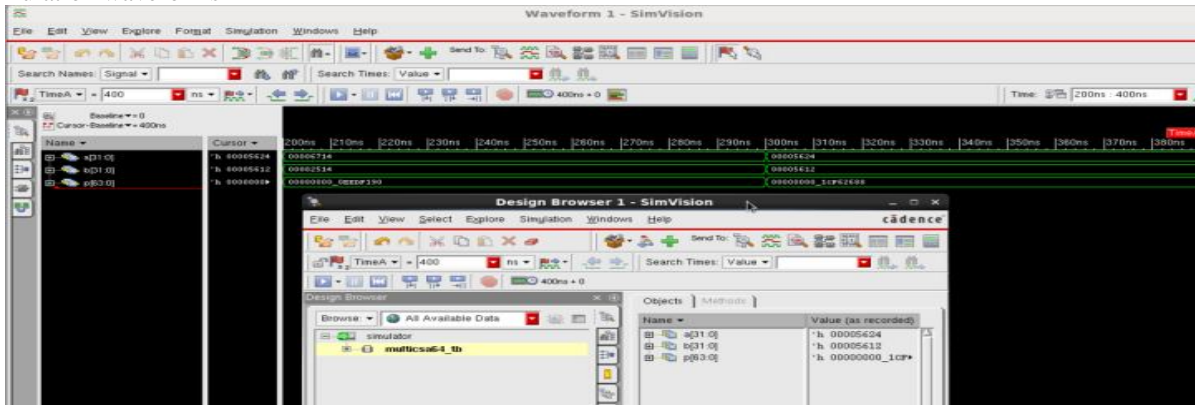 Waveform 1 - SimVision
File Edit View Explore Format Simulation Windows Help
Send To:
Search Names: Signal Search Times: Value
TimeA = 400 ns 400ns + 0 Time: 200ns : 400ns
Baseline = 0
Cursor-Baseline = 400ns
Name Cursor 200ns 210ns 220ns 230ns 240ns 250ns 260ns 270ns 280ns 290ns 300ns 310ns 320ns 330ns 340ns 350ns 360ns 370ns 380ns
a[31:0] 'h 00005624 00006714 00005624
b[31:0] 'h 00005612 00002514 00005612
p[63:0]
Design Browser 1 - SimVision
File Edit View Select Explore Simulation Windows Help cādence
Send To:
TimeA = 400 ns Search Times: Value
400ns + 0
Design Browser Objects Methods
Browse: All Available Data Name Value (as recorded)
simulator a[31:0] 'h 00005624
multicsa64_tb b[31:0] 'h 00005612
p[63:0] 'h 00000000_1CF